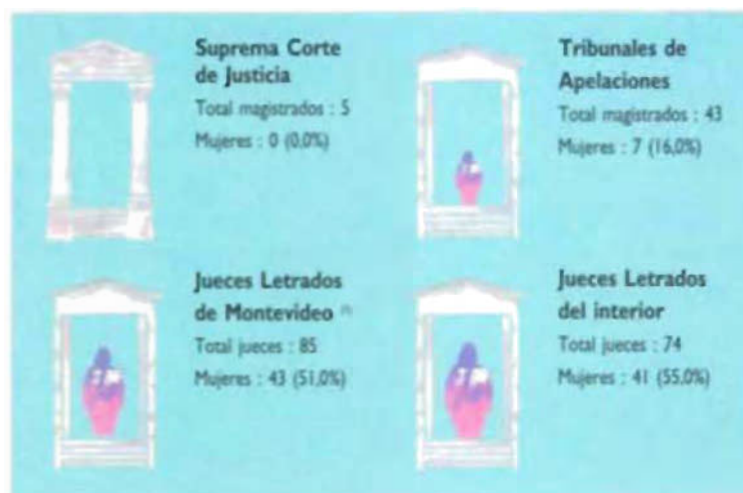 Suprema Corte
de Justicia
Total magistrados : 5
Mujeres : 0 (0,0%)
Tribunales de
Apelaciones
Total magistrados : 43
Mujeres : 7 (16,0%)
Jueces Letrados
de Montevideo
Total jueces : 85
Mujeres : 43 (51,0%)
Jueces Letrados
del interior
Total jueces : 74
Mujeres : 41 (55,0%)